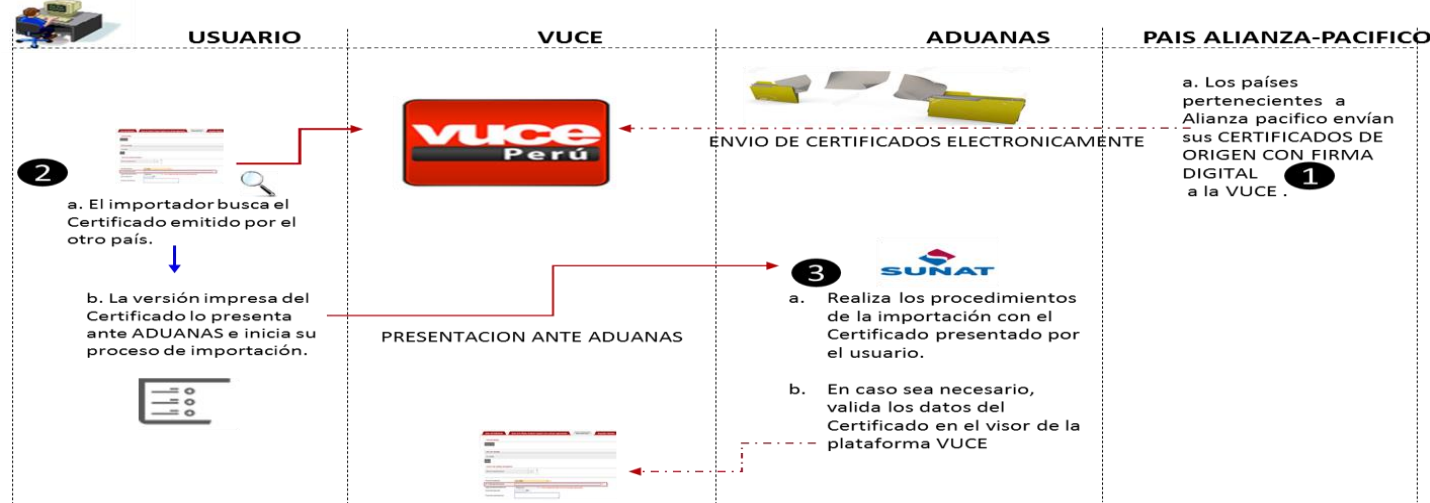 USUARIO
VUCE
ADUANAS
PAIS ALIANZA-PACIFICO
a. Los países
pertenecientes a
Alianza pacifico envían
sus CERTIFICADOS DE
ORIGEN CON FIRMA
DIGITAL
a la VUCE .
1
ENVIO DE CERTIFICADOS ELECTRONICAMENTE
vuce
Perú
2
a. El importador busca el
Certificado emitido por el
otro país.
b. La versión impresa del
Certificado lo presenta
ante ADUANAS e inicia su
proceso de importación.
PRESENTACION ANTE ADUANAS
3
SUNAT
a. Realiza los procedimientos
de la importación con el
Certificado presentado por
el usuario.
b. En caso sea necesario,
valida los datos del
Certificado en el visor de la
plataforma VUCE